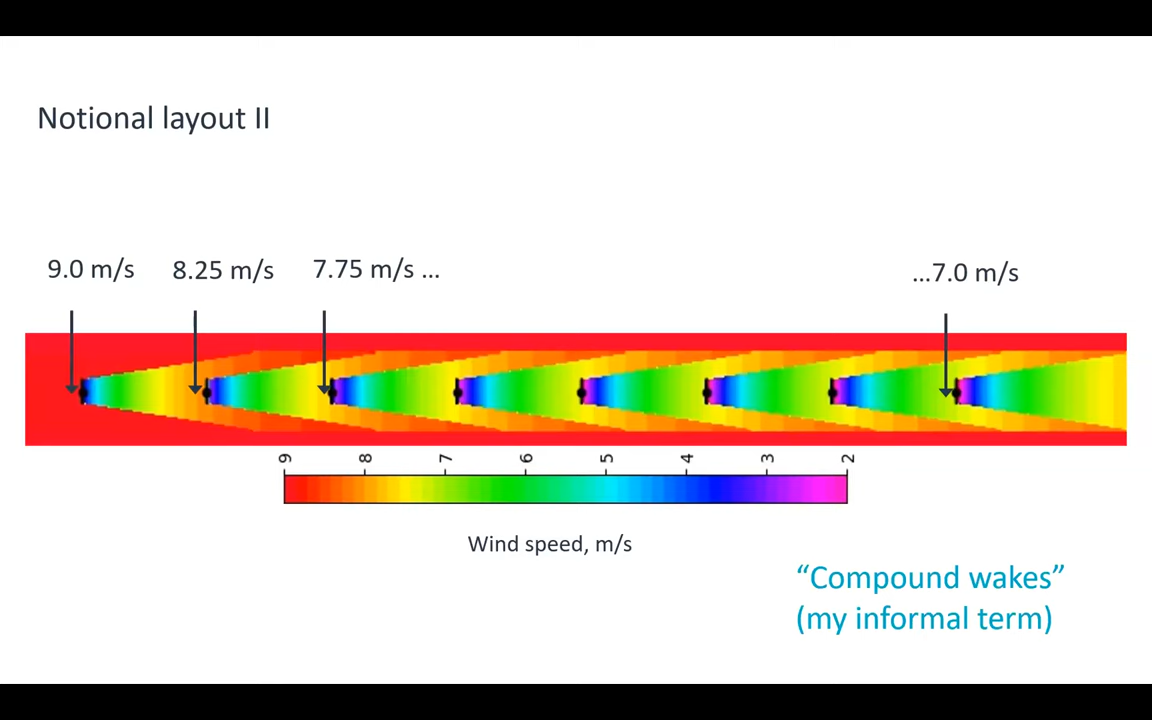 Notional layout II
9.0 m/s 8.25 m/s 7.75 m/s ... ...7.0 m/s
9 8 7 6 5 4 3 2
Wind speed, m/s
“Compound wakes”
(my informal term)